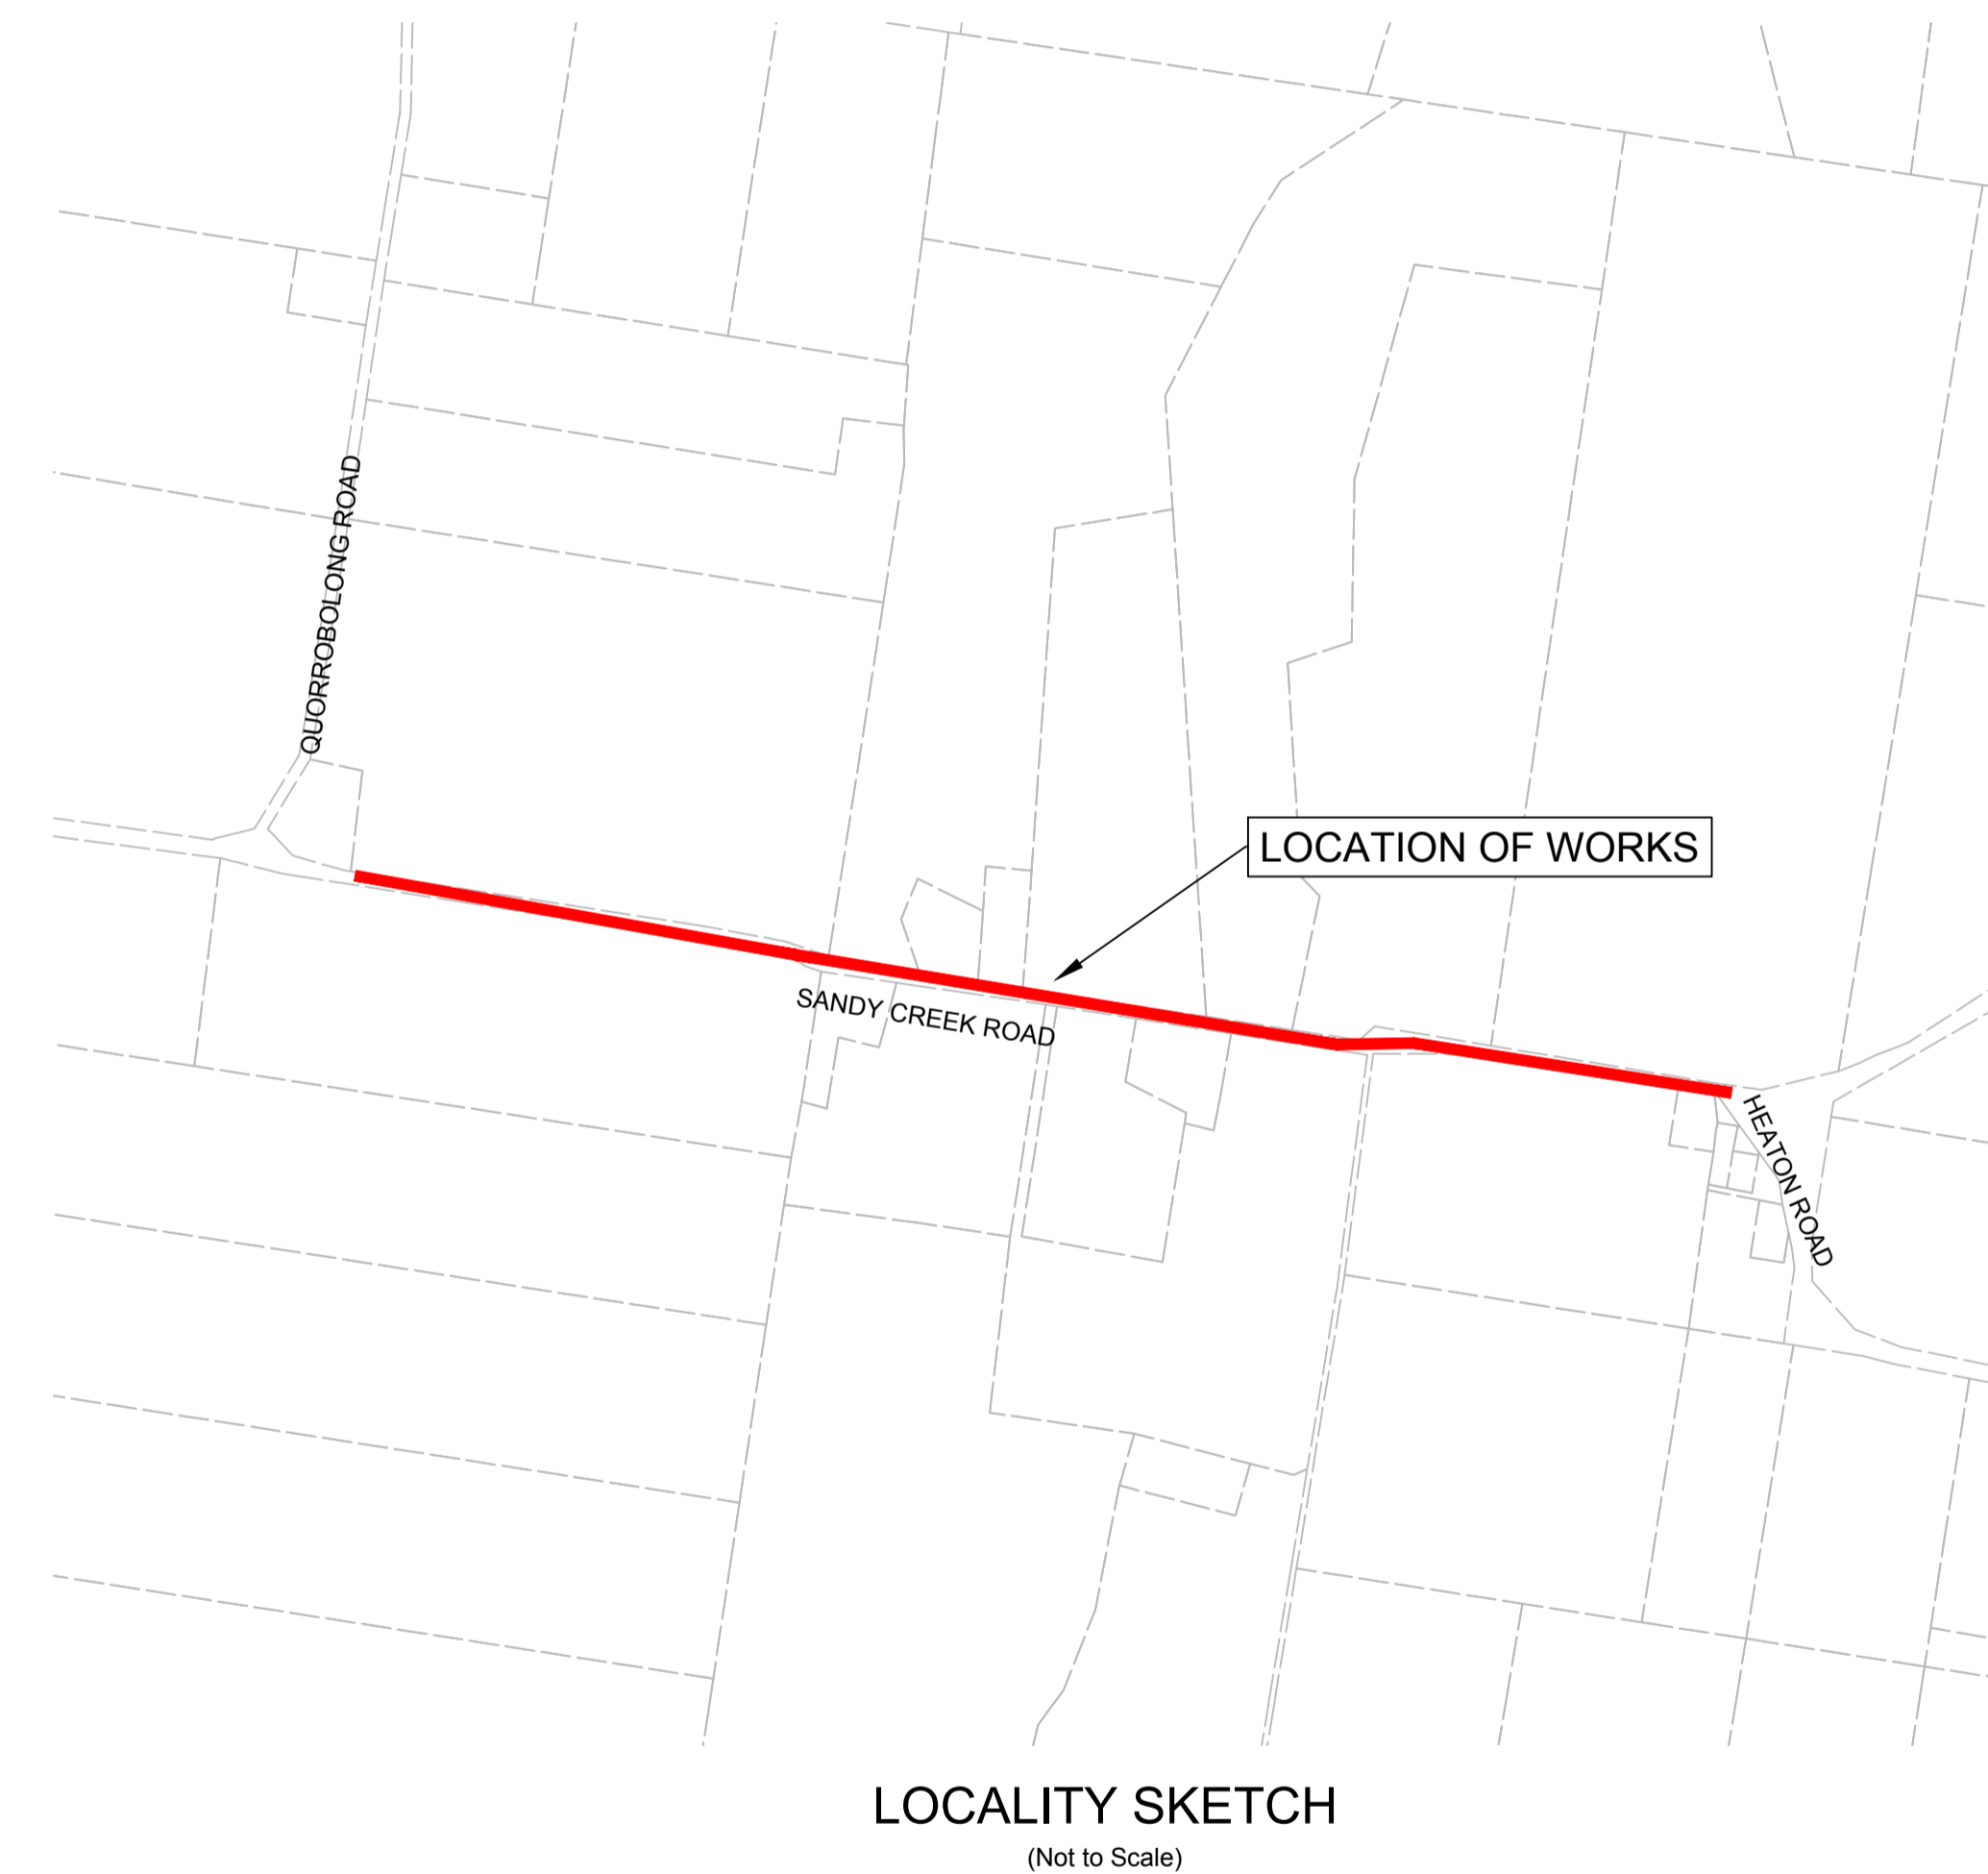 QUORROBOLONG ROAD
LOCATION OF WORKS
SANDY CREEK ROAD
HEATON ROAD
LOCALITY SKETCH
(Not to Scale)